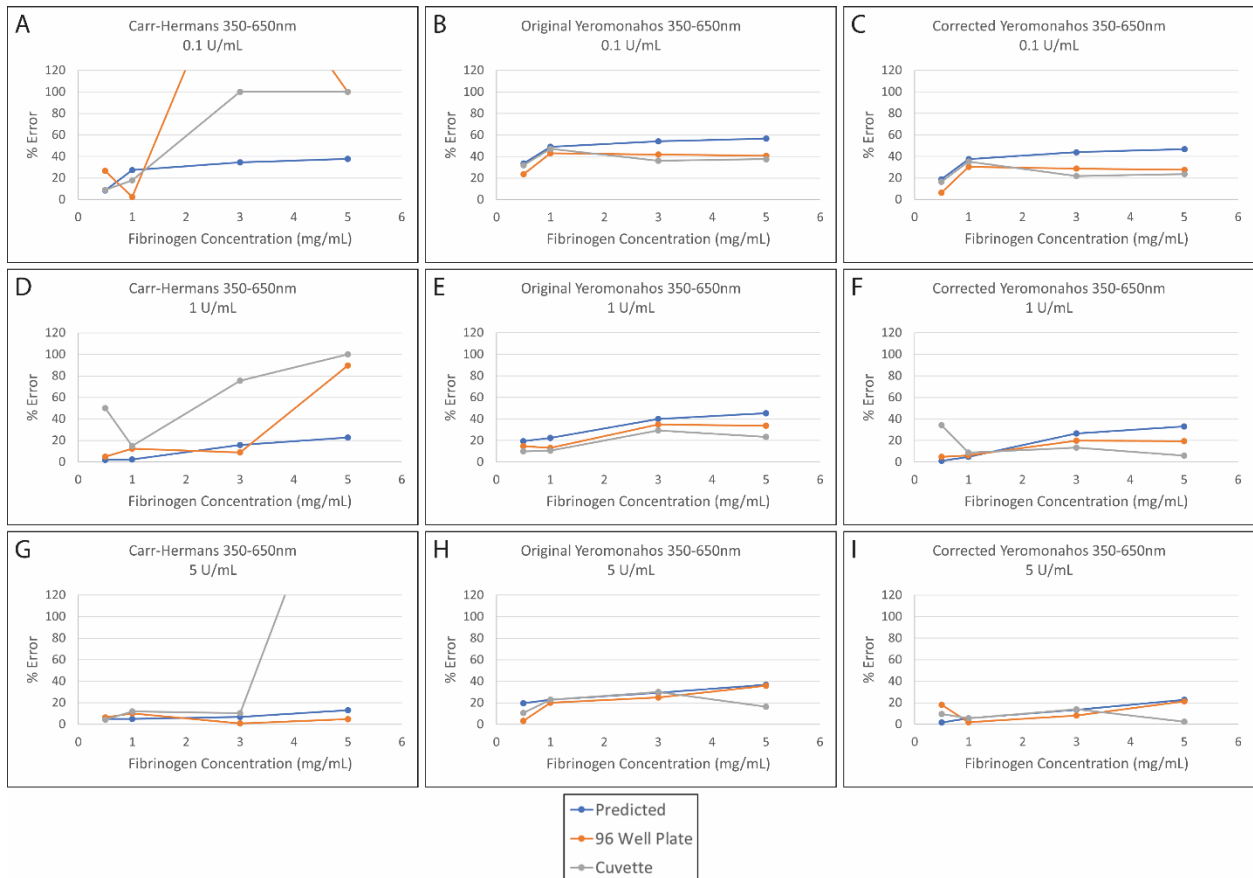 A
Carr-Hermans 350-650nm
0.1 U/mL
120
100
80
60
40
20
0
% Error
0 1 2 3 4 5 6
Fibrinogen Concentration (mg/mL)
B
Original Yeromonahos 350-650nm
0.1 U/mL
120
100
80
60
40
20
0
% Error
0 1 2 3 4 5 6
Fibrinogen Concentration (mg/mL)
C
Corrected Yeromonahos 350-650nm
0.1 U/mL
120
100
80
60
40
20
0
% Error
0 1 2 3 4 5 6
Fibrinogen Concentration (mg/mL)
D
Carr-Hermans 350-650nm
1 U/mL
120
100
80
60
40
20
0
% Error
0 1 2 3 4 5 6
Fibrinogen Concentration (mg/mL)
E
Original Yeromonahos 350-650nm
1 U/mL
120
100
80
60
40
20
0
% Error
0 1 2 3 4 5 6
Fibrinogen Concentration (mg/mL)
F
Corrected Yeromonahos 350-650nm
1 U/mL
120
100
80
60
40
20
0
% Error
0 1 2 3 4 5 6
Fibrinogen Concentration (mg/mL)
G
Carr-Hermans 350-650nm
5 U/mL
120
100
80
60
40
20
0
% Error
0 1 2 3 4 5 6
Fibrinogen Concentration (mg/mL)
H
Original Yeromonahos 350-650nm
5 U/mL
120
100
80
60
40
20
0
% Error
0 1 2 3 4 5 6
Fibrinogen Concentration (mg/mL)
I
Corrected Yeromonahos 350-650nm
5 U/mL
120
100
80
60
40
20
0
% Error
0 1 2 3 4 5 6
Fibrinogen Concentration (mg/mL)
Predicted
96 Well Plate
Cuvette